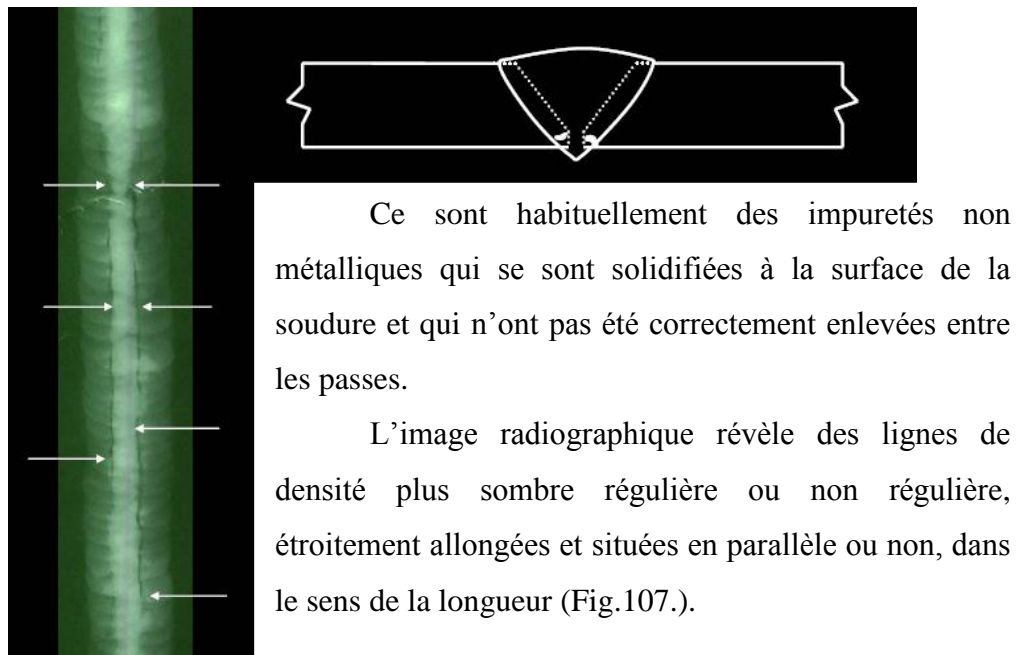 Ce sont habituellement des impuretés non
métalliques qui se sont solidifiées à la surface de la
soudure et qui n’ont pas été correctement enlevées entre
les passes.
L’image radiographique révèle des lignes de
densité plus sombre régulière ou non régulière,
étroitement allongées et situées en parallèle ou non, dans
le sens de la longueur (Fig.107.).